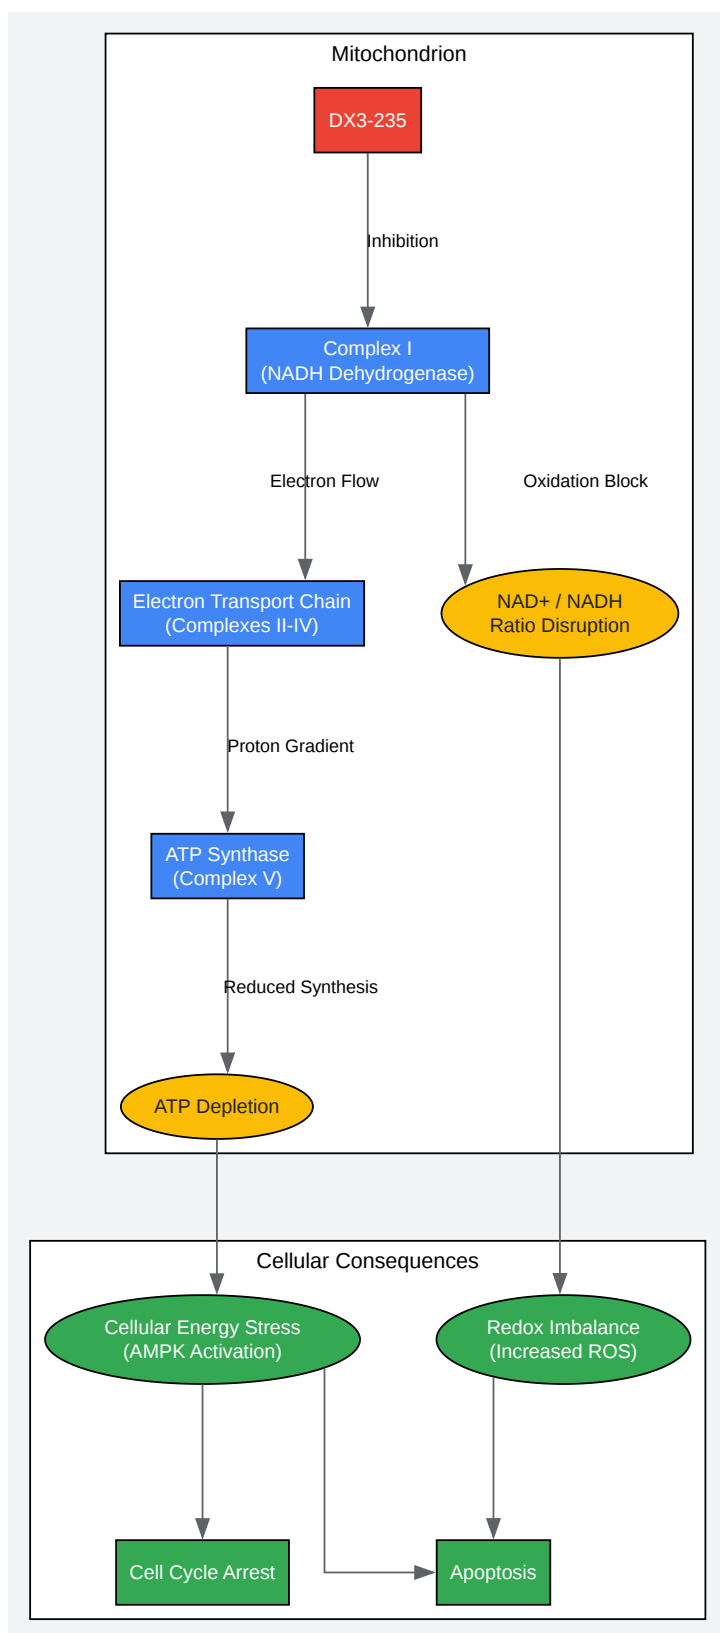 Mitochondrion
DX3-235
Inhibition
Complex I
(NADH Dehydrogenase)
Electron Flow
Oxidation Block
Electron Transport Chain
(Complexes II-IV)
NAD+ / NADH
Ratio Disruption
Proton Gradient
ATP Synthase
(Complex V)
Reduced Synthesis
ATP Depletion
Cellular Consequences
Cellular Energy Stress
(AMPK Activation)
Redox Imbalance
(Increased ROS)
Cell Cycle Arrest
Apoptosis